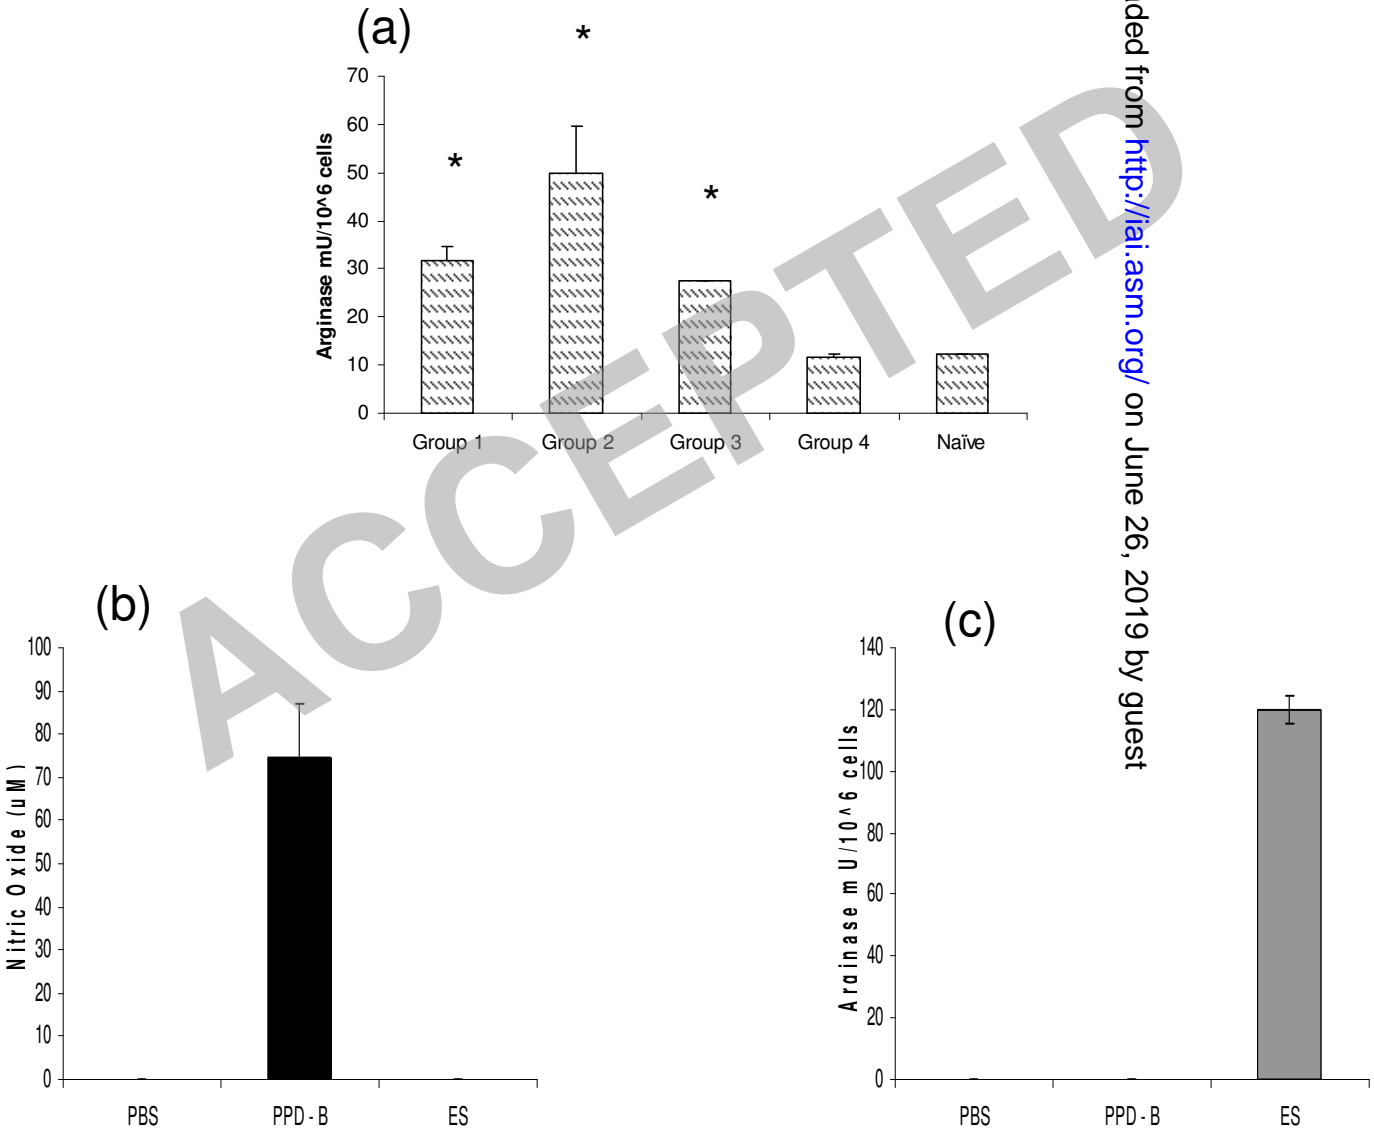 (a)
*
*
*
70
60
50
40
30
20
10
0
Arginase mU/10^6 cells
Group 1 Group 2 Group 3 Group 4 Naïve
ACCEPTED
from http://iai.asm.org/ on June 26, 2019 by guest
(b)
100
90
80
70
60
50
40
30
20
10
0
Nitric Oxide (uM)
PBS PPD - B ES
(c)
140
120
100
80
60
40
20
0
mU/10^6 cells
PBS PPD - B ES